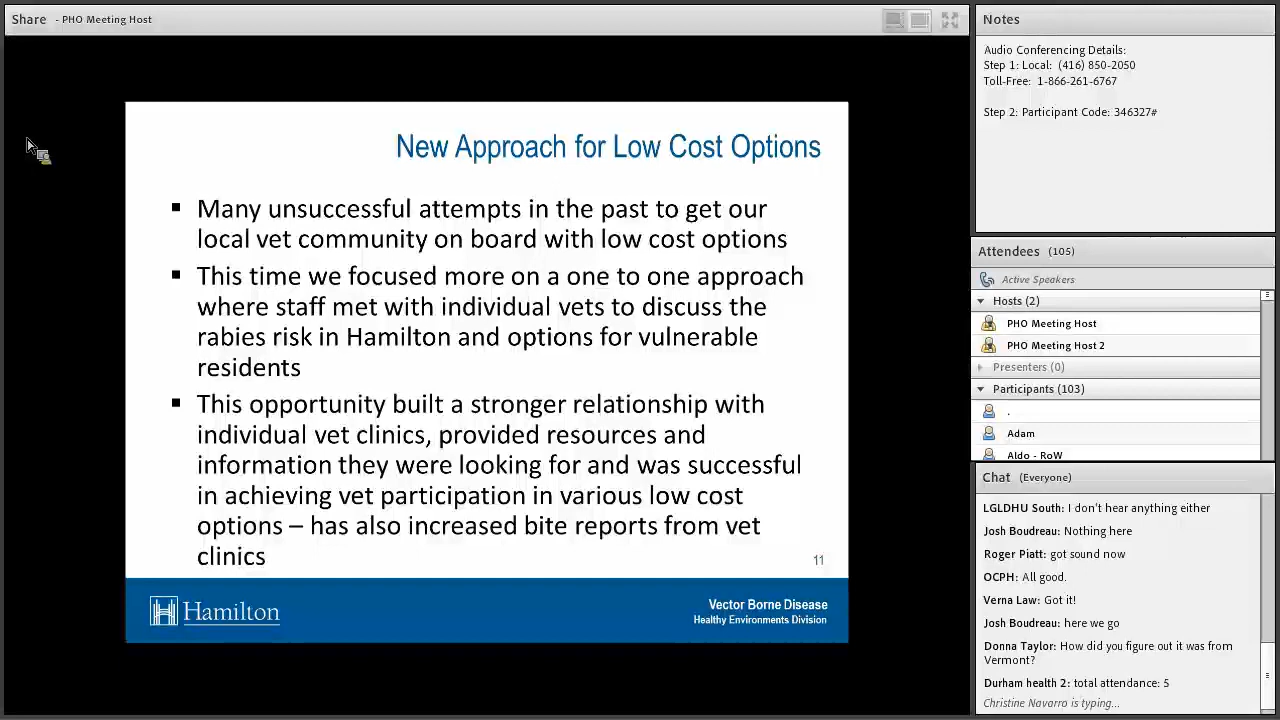 Share - PHO Meeting Host
New Approach for Low Cost Options
▪ Many unsuccessful attempts in the past to get our
local vet community on board with low cost options
▪ This time we focused more on a one to one approach
where staff met with individual vets to discuss the
rabies risk in Hamilton and options for vulnerable
residents
▪ This opportunity built a stronger relationship with
individual vet clinics, provided resources and
information they were looking for and was successful
in achieving vet participation in various low cost
options – has also increased bite reports from vet
clinics
11
Hamilton
Vector Borne Disease
Healthy Environments Division
Notes
Audio Conferencing Details:
Step 1: Local: (416) 850-2050
Toll-Free: 1-866-261-6767
Step 2: Participant Code: 346327#
Attendees (105)
Active Speakers
Hosts (2)
PHO Meeting Host
PHO Meeting Host 2
Presenters (0)
Participants (103)
.
Adam
Aldo - RoW
Chat (Everyone)
LGLDHU South: I don't hear anything either
Josh Boudreau: Nothing here
Roger Piatt: got sound now
OCPH: All good.
Verna Law: Got it!
Josh Boudreau: here we go
Donna Taylor: How did you figure out it was from
Vermont?
Durham health 2: total attendance: 5
Christine Navarro is typing...